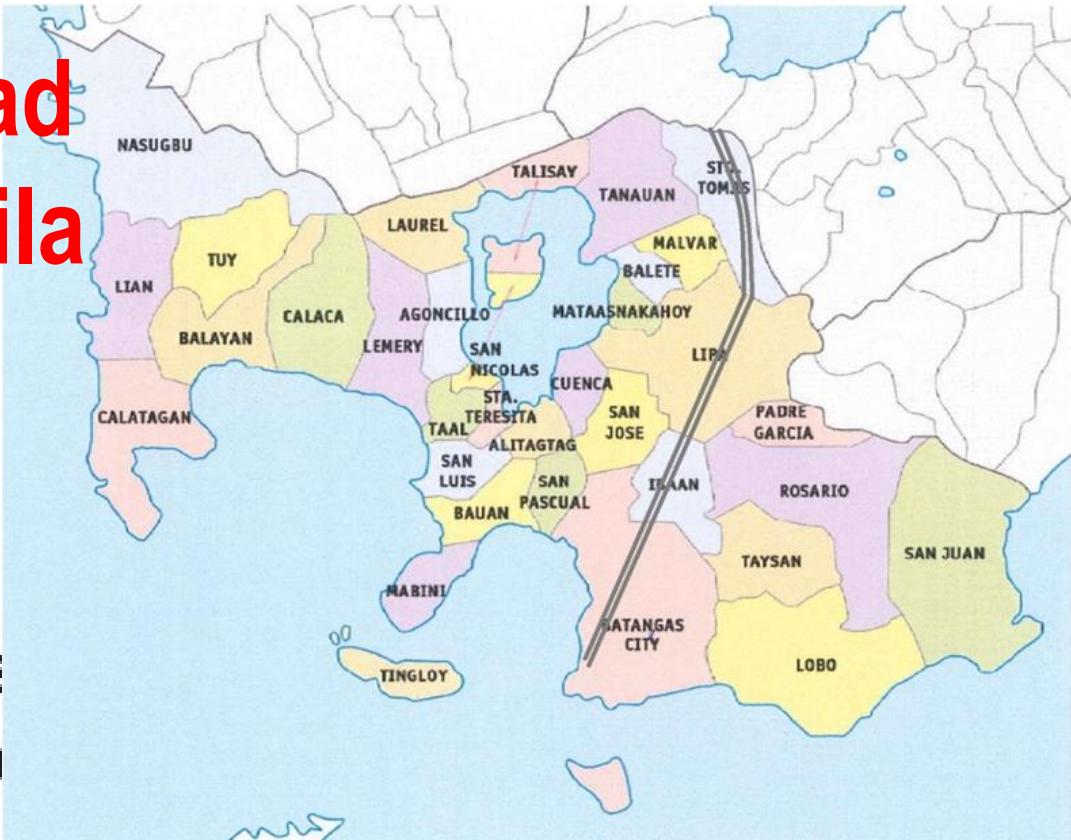 ad
ila
NASUGBU
TALISAY
STO.
TOMAS
TANAUAN
LAUREL
MALVAR
TUY
BALETE
LIAN
AGONCILLO
MATAASNAKAHOY
CALACA
BALAYAN
LEMERY
SAN
NICOLAS
LIPA
CUENCA
STA.
TERESITA
CALATAGAN
TAAL
SAN
JOSE
PADRE
GARCIA
ALITAGTAG
SAN
LUIS
SAN
PASCUAL
IBAAN
ROSARIO
BAUAN
SAN JUAN
TAYSAN
MABINI
BATANGAS
CITY
LOBO
TINGLOY